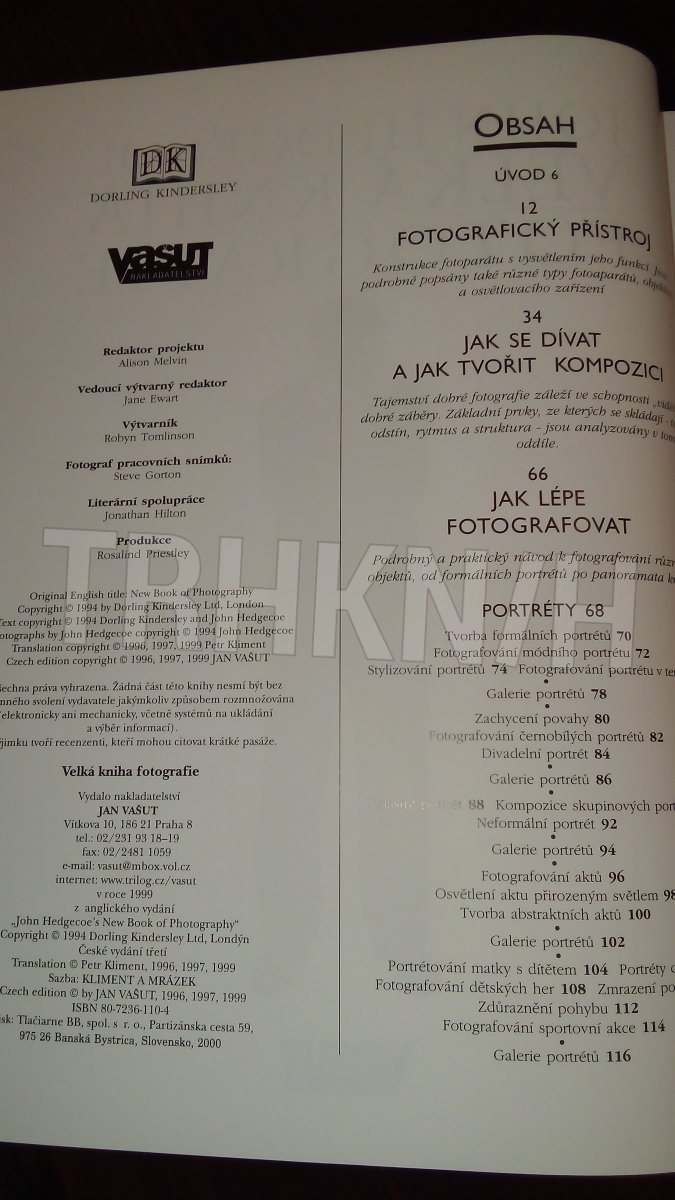 DK
DORLING KINDERSLEY
vašut
NAKLADATELSTVÍ
Redaktor projektu
Alison Melvin
Vedoucí výtvarný redaktor
Jane Ewart
Výtvarník
Robyn Tomlinson
Fotograf pracovních snímků:
Steve Gorton
Literární spolupráce
Jonathan Hilton
Produkce
Rosalind Priestley
Original English title: New Book of Photography
Copyright © 1994 by Dorling Kindersley Ltd, London
Text copyright © 1994 Dorling Kindersley and John Hedgecoe
otographs by John Hedgecoe copyright © 1994 John Hedgecoe
Translation copyright © 1996, 1997, 1999 Petr Kliment
Czech edition copyright © 1996, 1997, 1999 JAN VAŠUT
šechna práva vyhrazena. Žádná část této knihy nesmí být bez
mného svolení vydavatele jakýmkoliv způsobem rozmnožována
elektronicky ani mechanicky, včetně systémů na ukládání
a výběr informací).
jimku tvoří recenzenti, kteří mohou citovat krátké pasáže.
Velká kniha fotografie
Vydalo nakladatelství
JAN VAŠUT
Vítkova 10, 186 21 Praha 8
tel.: 02/231 93 18–19
fax: 02/2481 1059
e-mail: vasut@mbox.vol.cz
internet: www.trilog.cz/vasut
v roce 1999
z anglického vydání
„John Hedgecoe's New Book of Photography"
Copyright © 1994 Dorling Kindersley Ltd, Londýn
České vydání třetí
Translation © Petr Kliment, 1996, 1997, 1999
Sazba: KLIMENT A MRÁZEK
Czech edition © by JAN VAŠUT, 1996, 1997, 1999
ISBN 80-7236-110-4
isk: Tlačiarne BB, spol. s r. o., Partizánska cesta 59,
975 26 Banská Bystrica, Slovensko, 2000
OBSAH
ÚVOD 6
12
FOTOGRAFICKÝ PŘÍSTROJ
Konstrukce fotoparátu s vysvětlením jeho funkcí
podrobně popsány také různé typy fotoaparátů,
a osvětlovacího zařízení
34
JAK SE DÍVAT
A JAK TVOŘIT KOMPOZICI
Tajemství dobré fotografie záleží ve schopnosti „vidě
dobré záběry. Základní prvky, ze kterých se skládají -
odstín, rytmus a struktura - jsou analyzovány v tom
oddíle.
66
JAK LÉPE
FOTOGRAFOVAT
Podrobný a praktický návod k fotografování různ
objektů, od formálních portrétů po panoramata kr
PORTRÉTY 68
Tvorba formálních portrétů 70
Fotografování módního portrétu 72
Stylizování portrétů 74 Fotografování portrétu v te
Galerie portrétů 78
Zachycení povahy 80
Fotografování černobílých portrétů 82
Divadelní portrét 84
Galerie portrétů 86
portrét 88 Kompozice skupinových port
Neformální portrét 92
Galerie portrétů 94
Fotografování aktů 96
Osvětlení aktu přirozeným světlem 98
Tvorba abstraktních aktů 100
Galerie portrétů 102
Portrétování matky s dítětem 104 Portréty
Fotografování dětských her 108 Zmrazení po
Zdůraznění pohybu 112
Fotografování sportovní akce 114
Galerie portrétů 116
TRHKNIH